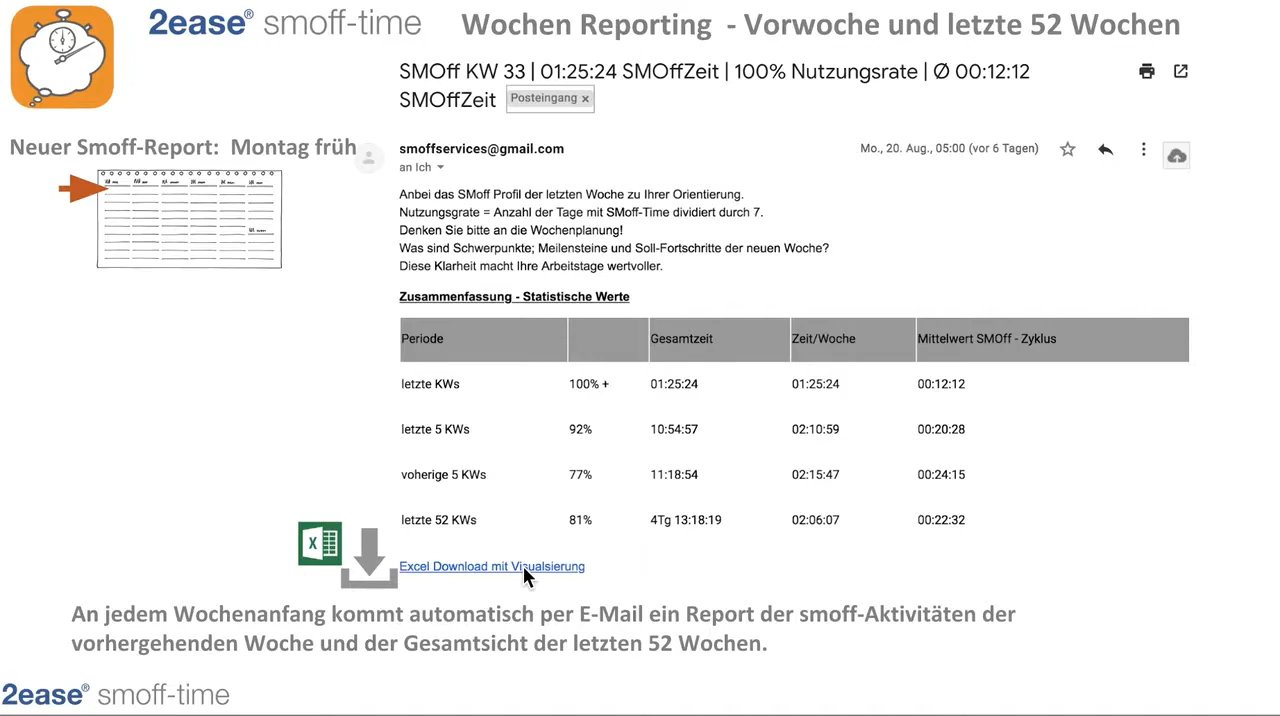 2ease® smoff-time
Wochen Reporting - Vorwoche und letzte 52 Wochen
SMOff KW 33 | 01:25:24 SMOffZeit | 100% Nutzungsrate | Ø 00:12:12
SMOffZeit Posteingang x
Neuer Smoff-Report: Montag früh
smoffservices@gmail.com
Mo., 20. Aug., 05:00 (vor 6 Tagen)
an Ich
Anbei das SMoff Profil der letzten Woche zu Ihrer Orientierung.
Nutzungsrate = Anzahl der Tage mit SMoff-Time dividiert durch 7.
Denken Sie bitte an die Wochenplanung!
Was sind Schwerpunkte; Meilensteine und Soll-Fortschritte der neuen Woche?
Diese Klarheit macht Ihre Arbeitstage wertvoller.
Zusammenfassung - Statistische Werte
Periode Gesamtzeit Zeit/Woche Mittelwert SMOff - Zyklus
letzte KWs 100% + 01:25:24 01:25:24 00:12:12
letzte 5 KWs 92% 10:54:57 02:10:59 00:20:28
voherige 5 KWs 77% 11:18:54 02:15:47 00:24:15
letzte 52 KWs 81% 4Tg 13:18:19 02:06:07 00:22:32
X
Excel Download mit Visualsierung
An jedem Wochenanfang kommt automatisch per E-Mail ein Report der smoff-Aktivitäten der
vorhergehenden Woche und der Gesamtsicht der letzten 52 Wochen.
2ease® smoff-time